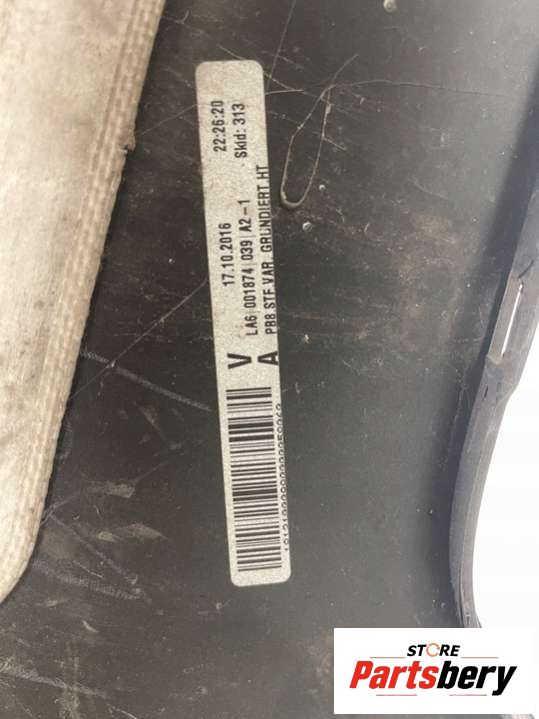 17.10.2016 22:26:20
LA6 001874 039 A2-1 Skid: 313
PB8 STF.VAR. GRUNDIERT HT
V
A
STORE
Partsbery